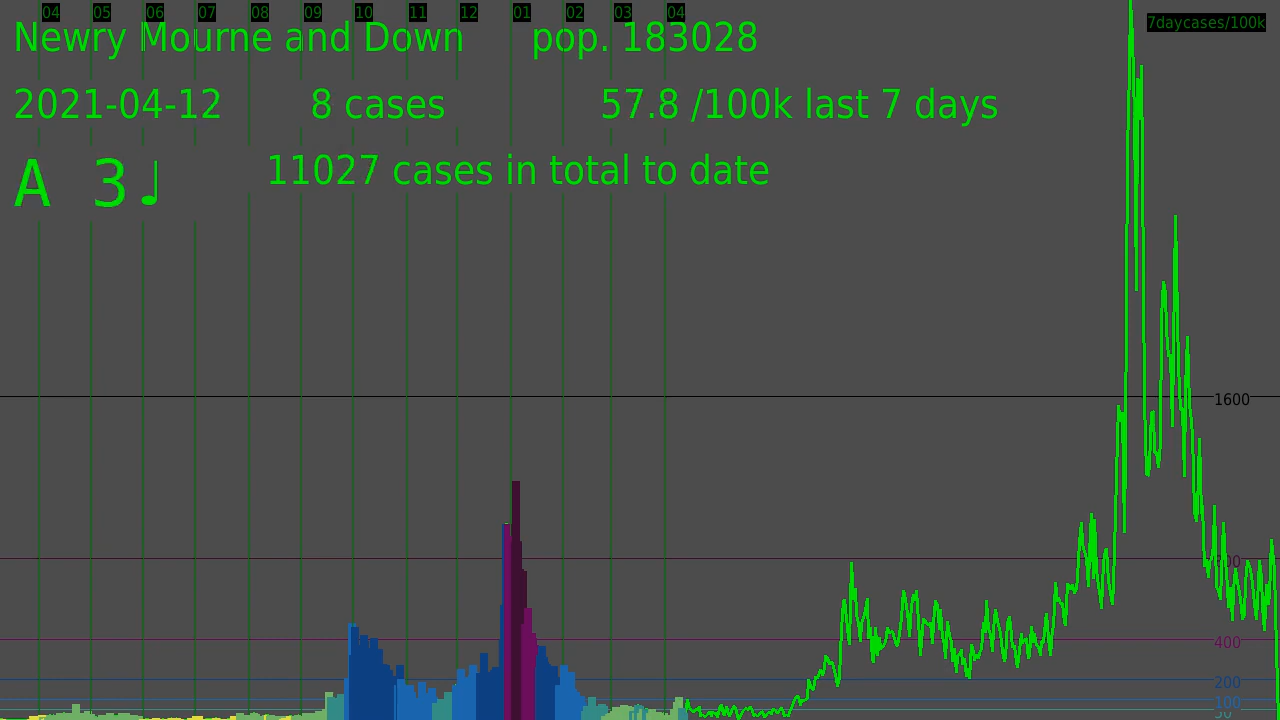 04 05 06 07 08 09 10 11 12 01 02 03 04
7daycases/100k
Newry Mourne and Down pop. 183028
2021-04-12 8 cases 57.8 /100k last 7 days
A 3♩ 11027 cases in total to date
1600
800
400
200
100
50